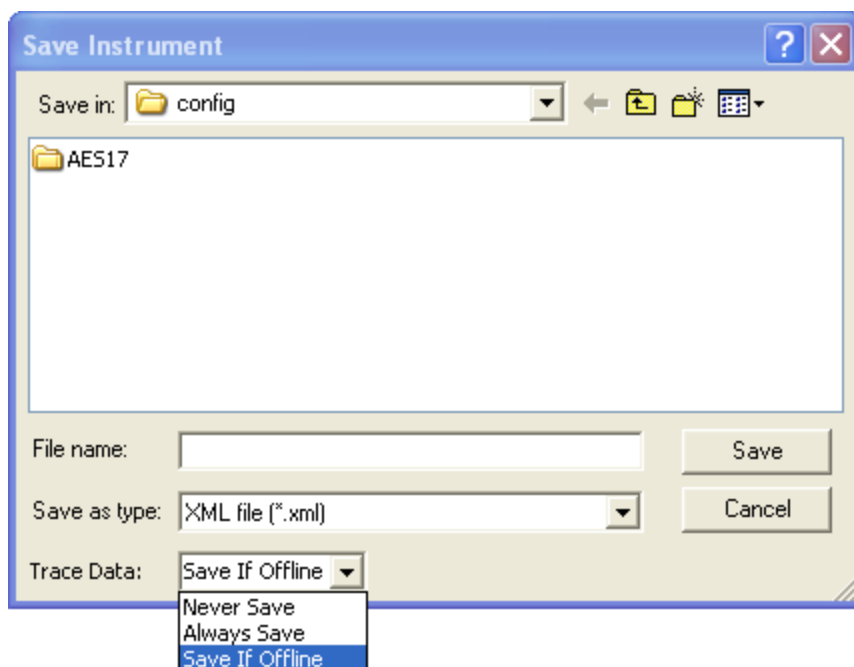 Save Instrument
Save in: config
AES17
File name: Save
Save as type: XML file (*.xml) Cancel
Trace Data: Save If Offline
Never Save
Always Save
Save If Offline